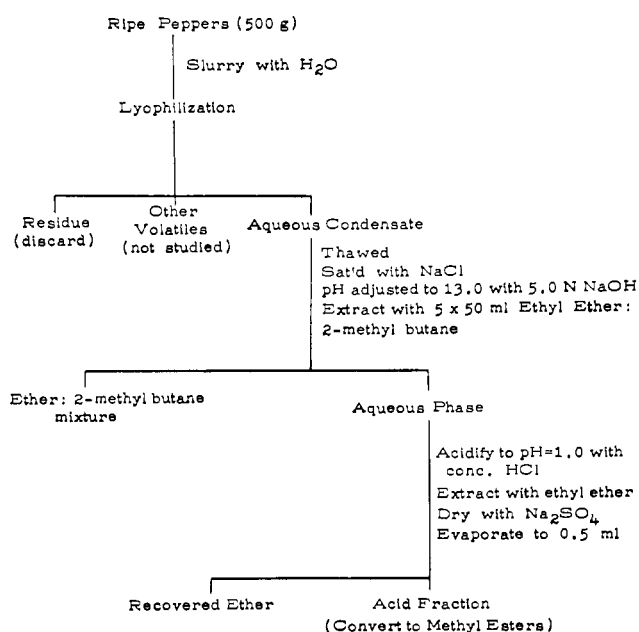 Ripe Peppers (500 g)
Slurry with H₂O
Lyophilization
Residue
(discard)
Other
Volatiles
(not studied)
Aqueous Condensate
Thawed
Sat'd with NaCl
pH adjusted to 13.0 with 5.0 N NaOH
Extract with 5 x 50 ml Ethyl Ether:
2-methyl butane
Ether: 2-methyl butane
mixture
Aqueous Phase
Acidify to pH=1.0 with
conc. HCl
Extract with ethyl ether
Dry with Na₂SO₄
Evaporate to 0.5 ml
Recovered Ether
Acid Fraction
(Convert to Methyl Esters)